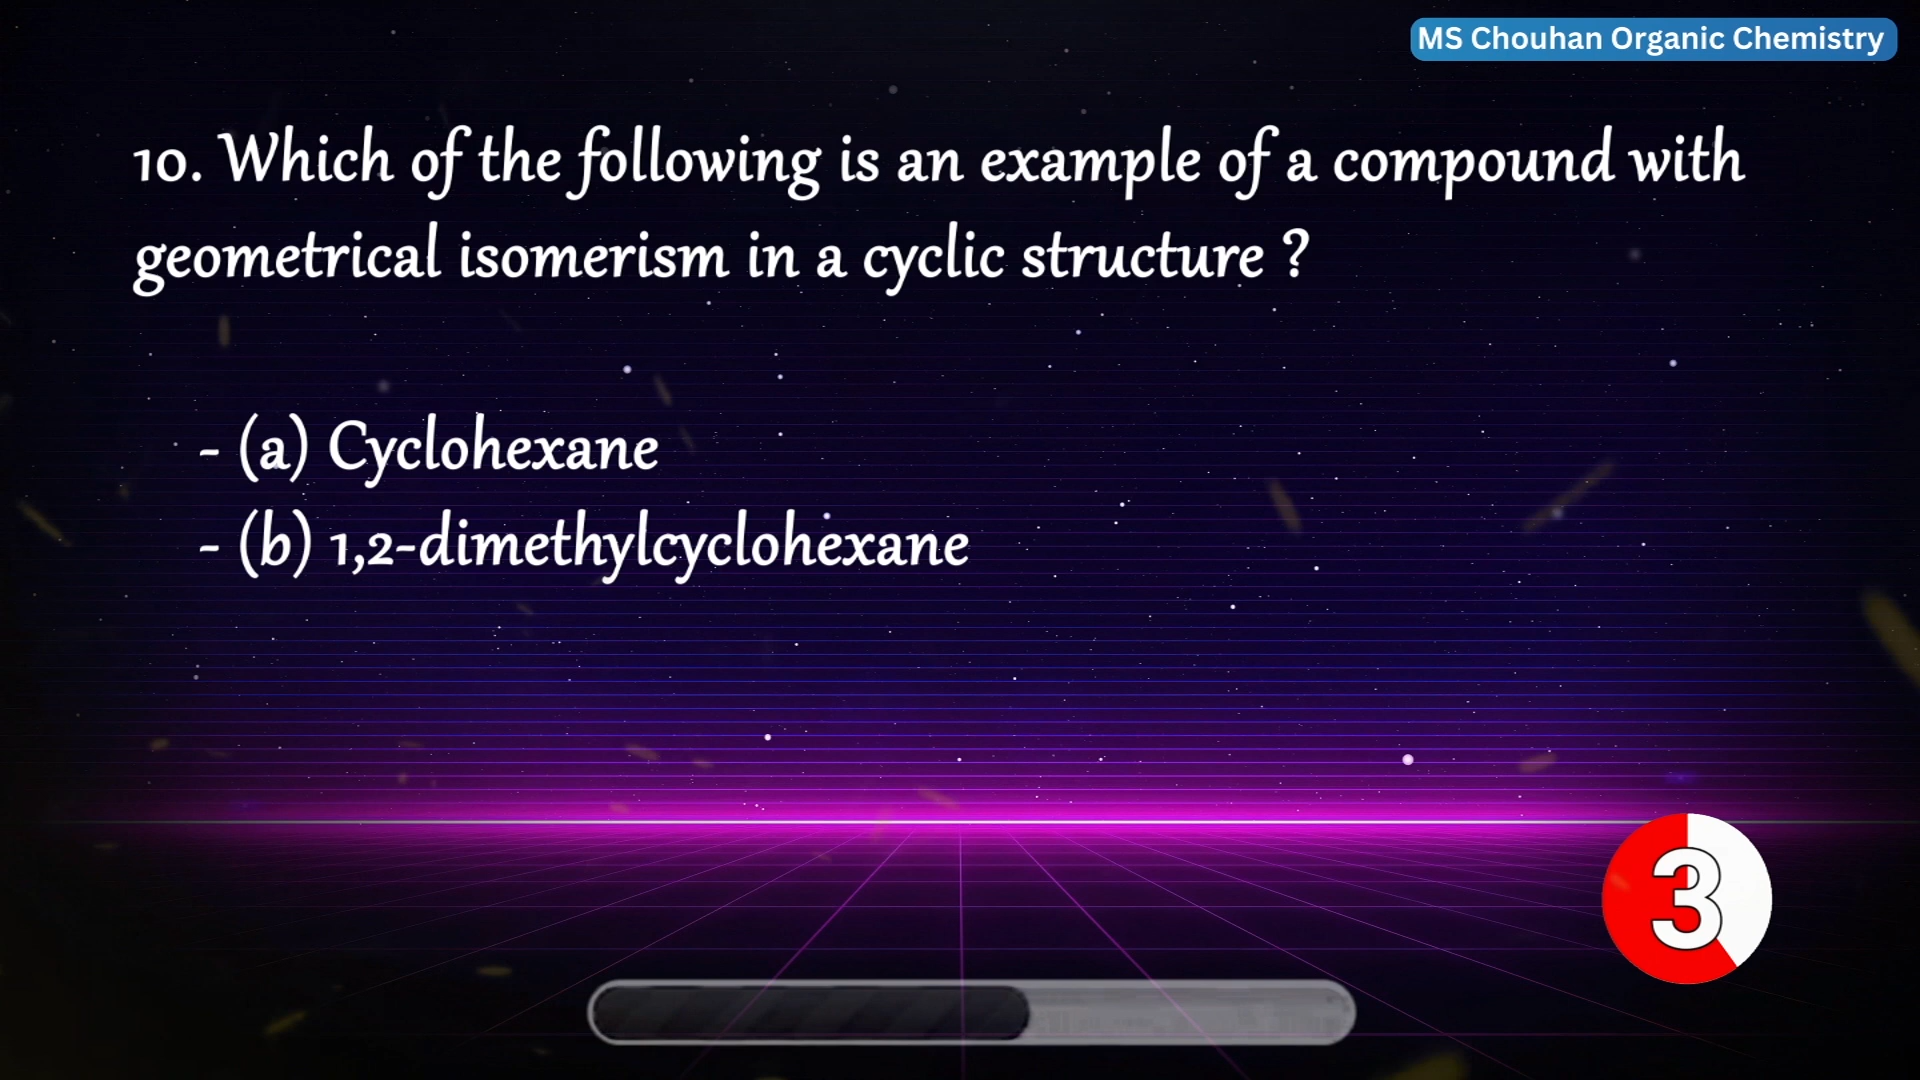 MS Chouhan Organic Chemistry
10. Which of the following is an example of a compound with
geometrical isomerism in a cyclic structure ?
- (a) Cyclohexane
- (b) 1,2-dimethylcyclohexane
3